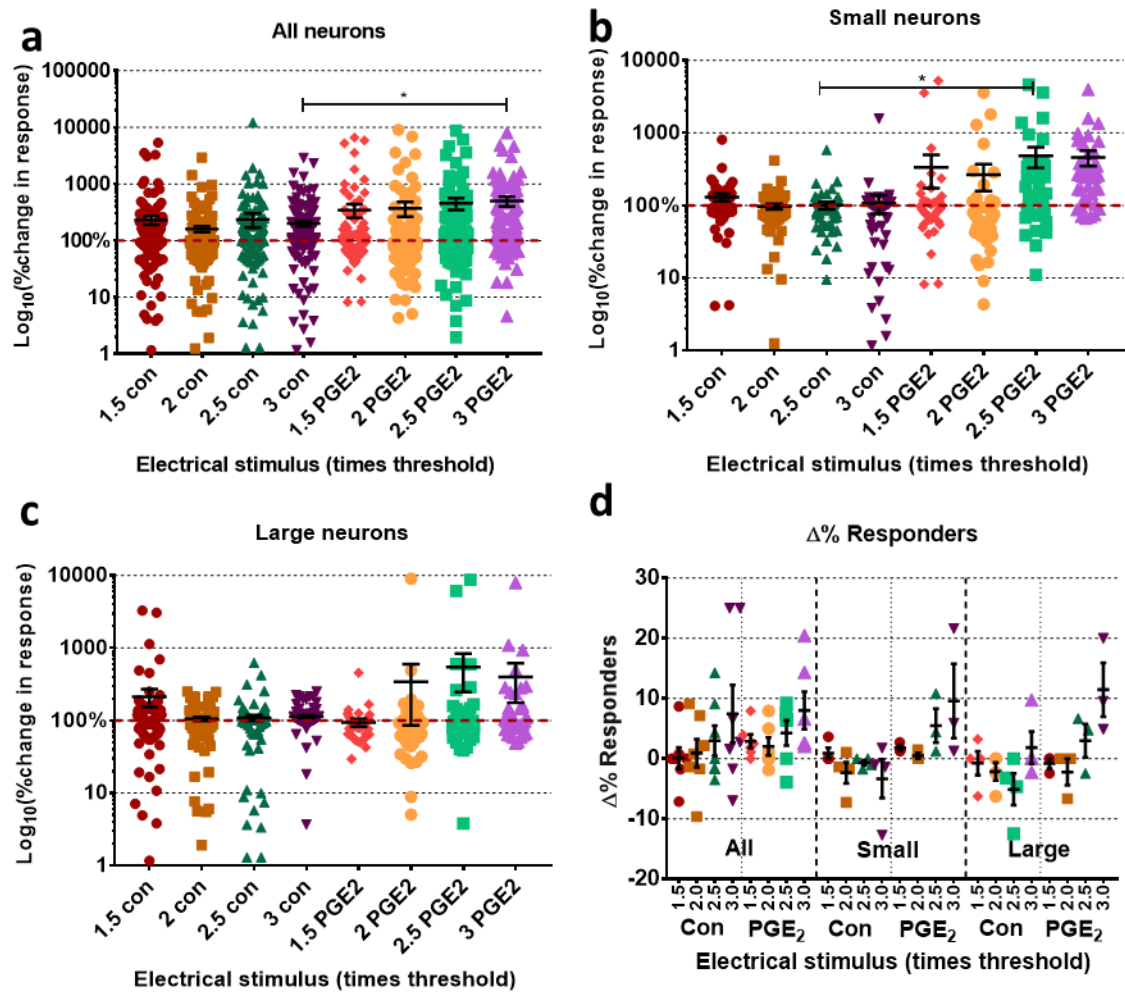 a
All neurons
Log10(%change in response)
100000
10000
1000
100%
10
1
*
1.5 con
2 con
2.5 con
3 con
1.5 PGE2
2 PGE2
2.5 PGE2
3 PGE2
Electrical stimulus (times threshold)
b
Small neurons
Log10(%change in response)
10000
1000
100%
10
1
*
1.5 con
2 con
2.5 con
3 con
1.5 PGE2
2 PGE2
2.5 PGE2
3 PGE2
Electrical stimulus (times threshold)
c
Large neurons
Log10(%change in response)
10000
1000
100%
10
1
1.5 con
2 con
2.5 con
3 con
1.5 PGE2
2 PGE2
2.5 PGE2
3 PGE2
Electrical stimulus (times threshold)
d
Δ% Responders
Δ% Responders
30
20
10
0
-10
-20
All Small Large
1.5 2.0 2.5 3.0 1.5 2.0 2.5 3.0 1.5 2.0 2.5 3.0 1.5 2.0 2.5 3.0 1.5 2.0 2.5 3.0 1.5 2.0 2.5 3.0
Con PGE2 Con PGE2 Con PGE2
Electrical stimulus (times threshold)